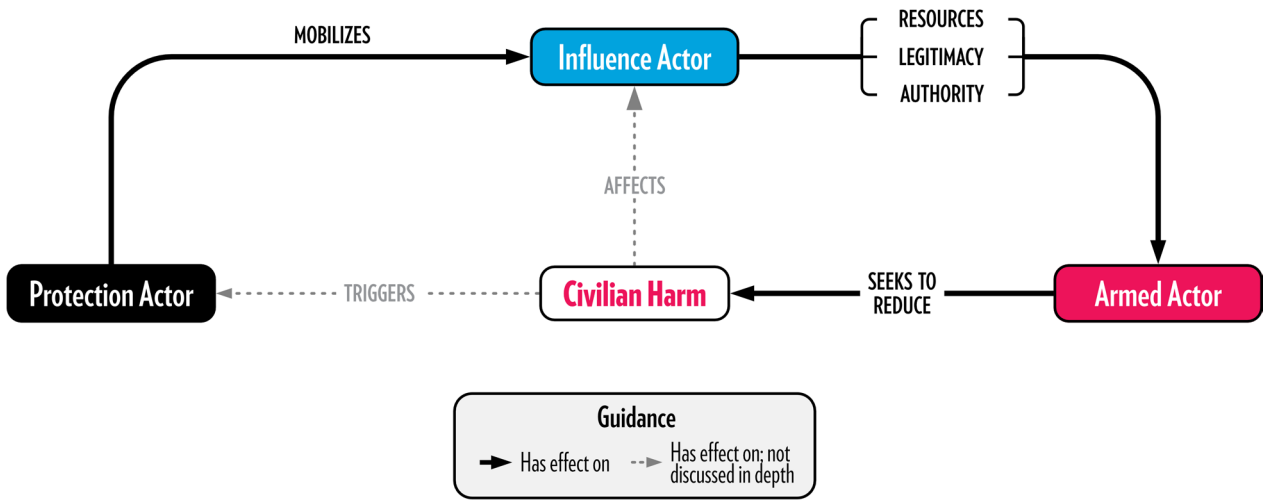 MOBILIZES
Influence Actor
RESOURCES
LEGITIMACY
AUTHORITY
AFFECTS
Protection Actor
TRIGGERS
Civilian Harm
SEEKS TO
REDUCE
Armed Actor
Guidance
Has effect on
Has effect on; not
discussed in depth